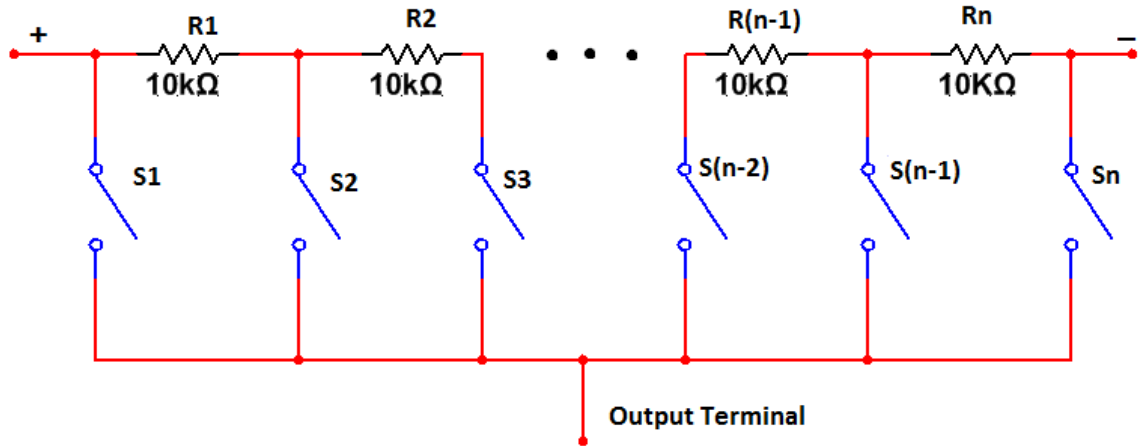 + R1 R2 R(n-1) Rn –
10kΩ 10kΩ 10kΩ 10KΩ
S1 S2 S3 S(n-2) S(n-1) Sn
Output Terminal